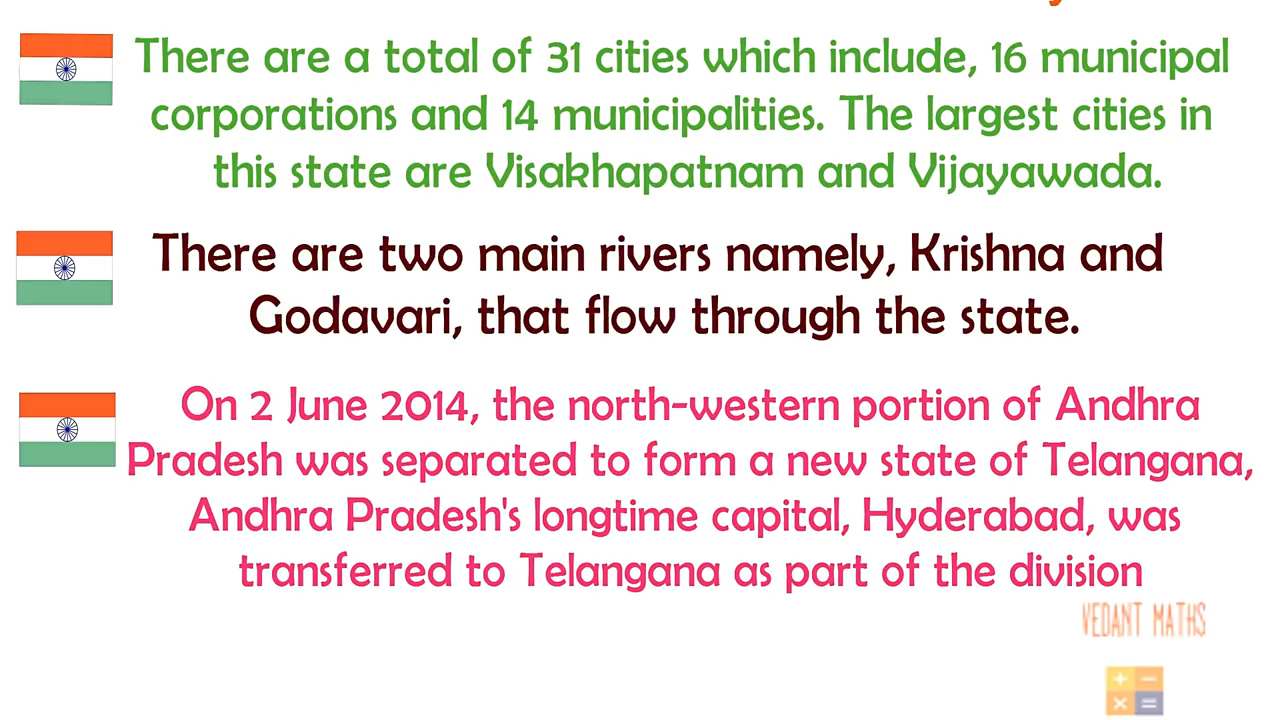 There are a total of 31 cities which include, 16 municipal
corporations and 14 municipalities. The largest cities in
this state are Visakhapatnam and Vijayawada.
There are two main rivers namely, Krishna and
Godavari, that flow through the state.
On 2 June 2014, the north-western portion of Andhra
Pradesh was separated to form a new state of Telangana,
Andhra Pradesh's longtime capital, Hyderabad, was
transferred to Telangana as part of the division
VEDANT MATHS
+ −
× =